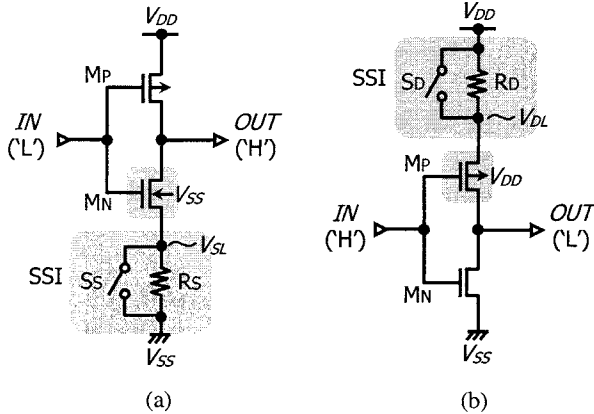 VDD
MP
IN
('L')
OUT
('H')
MN
VSS
VSL
SSI
SS
RS
VSS
(a)
VDD
SSI
SD
RD
VDL
MP
VDD
IN
('H')
OUT
('L')
MN
VSS
(b)